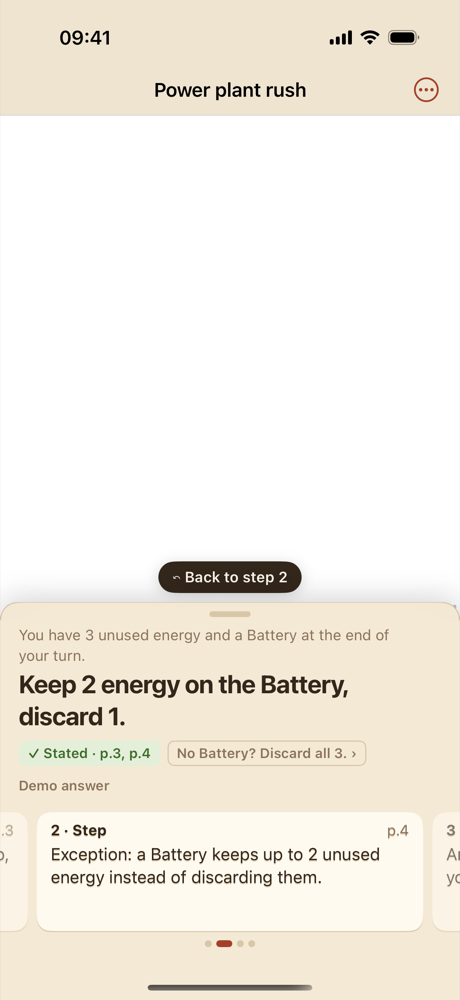 09:41
Power plant rush
Back to step 2
You have 3 unused energy and a Battery at the end of
your turn.
Keep 2 energy on the Battery,
discard 1.
✓ Stated · p.3, p.4
No Battery? Discard all 3. ›
Demo answer
.3
2 · Step
p.4
Exception: a Battery keeps up to 2 unused
energy instead of discarding them.
3